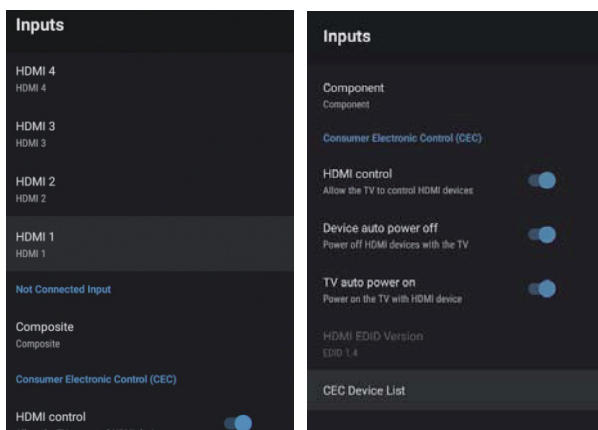 Inputs
HDMI 4
HDMI 4
HDMI 3
HDMI 3
HDMI 2
HDMI 2
HDMI 1
HDMI 1
Not Connected Input
Composite
Composite
Consumer Electronic Control (CEC)
HDMI control
Inputs
Component
Component
Consumer Electronic Control (CEC)
HDMI control
Allow the TV to control HDMI devices
Device auto power off
Power off HDMI devices with the TV
TV auto power on
Power on the TV with HDMI device
HDMI EDID Version
EDID 1.4
CEC Device List